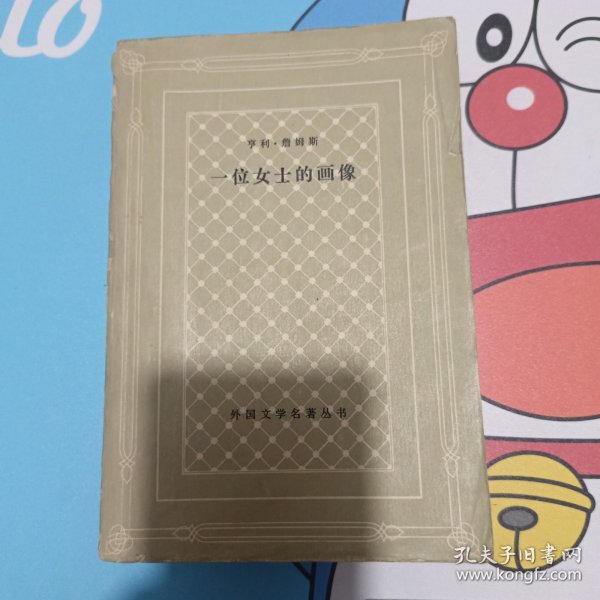 lo
亨利·詹姆斯
一位女士的画像
外国文学名著丛书
孔夫子旧书网
www.kongfz.com